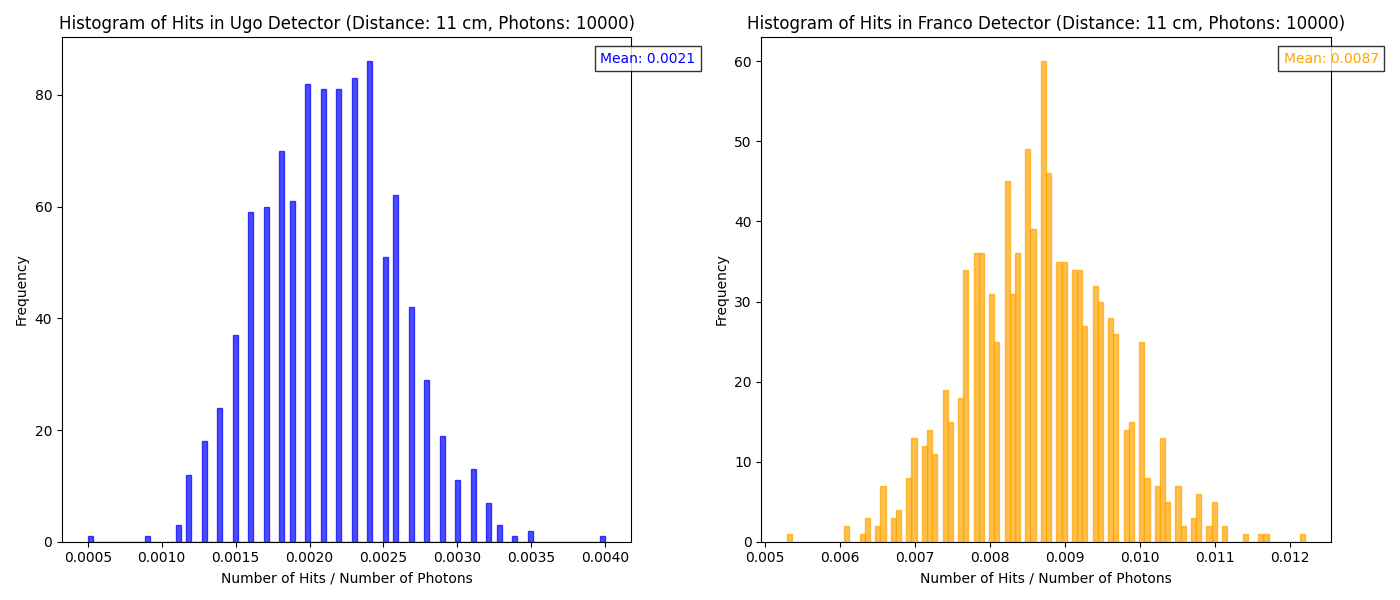 Histogram of Hits in Ugo Detector (Distance: 11 cm, Photons: 10000)
Mean: 0.0021
80
60
40
20
0
Frequency
0.0005 0.0010 0.0015 0.0020 0.0025 0.0030 0.0035 0.0040
Number of Hits / Number of Photons
Histogram of Hits in Franco Detector (Distance: 11 cm, Photons: 10000)
Mean: 0.0087
60
50
40
30
20
10
0
Frequency
0.005 0.006 0.007 0.008 0.009 0.010 0.011 0.012
Number of Hits / Number of Photons